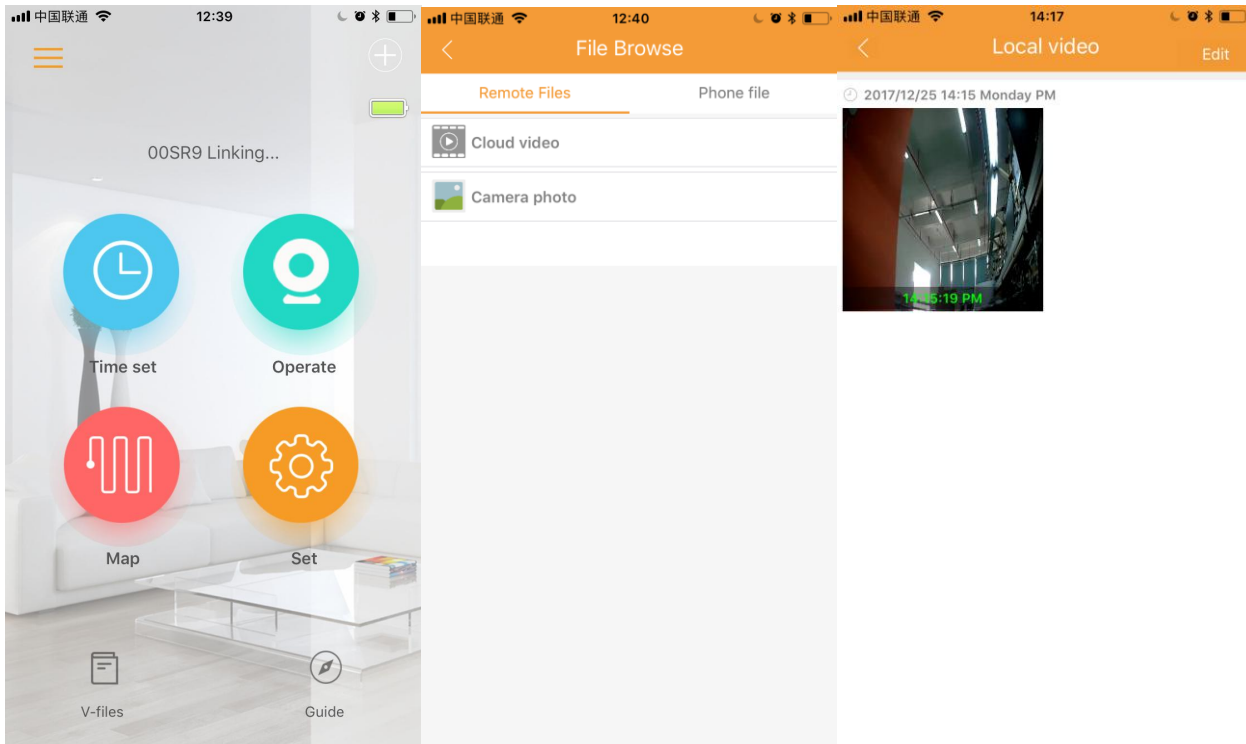 中国联通 12:39
00SR9 Linking...
Time set Operate
Map Set
V-files Guide
中国联通 12:40
File Browse
Remote Files Phone file
Cloud video
Camera photo
中国联通 14:17
Local video Edit
2017/12/25 14:15 Monday PM
14:15:19 PM